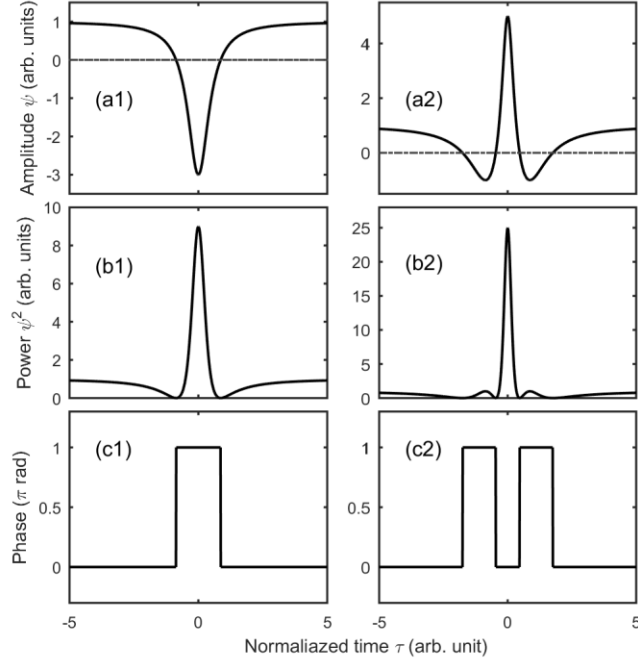 Amplitude ψ (arb. units)
1
0
-1
-2
-3
(a1)
4
2
0
(a2)
Power ψ² (arb. units)
10
8
6
4
2
0
(b1)
25
20
15
10
5
0
(b2)
Phase (π rad)
1
0.5
0
(c1)
1
0.5
0
(c2)
-5 0 5 -5 0 5
Normaliazed time τ (arb. unit)